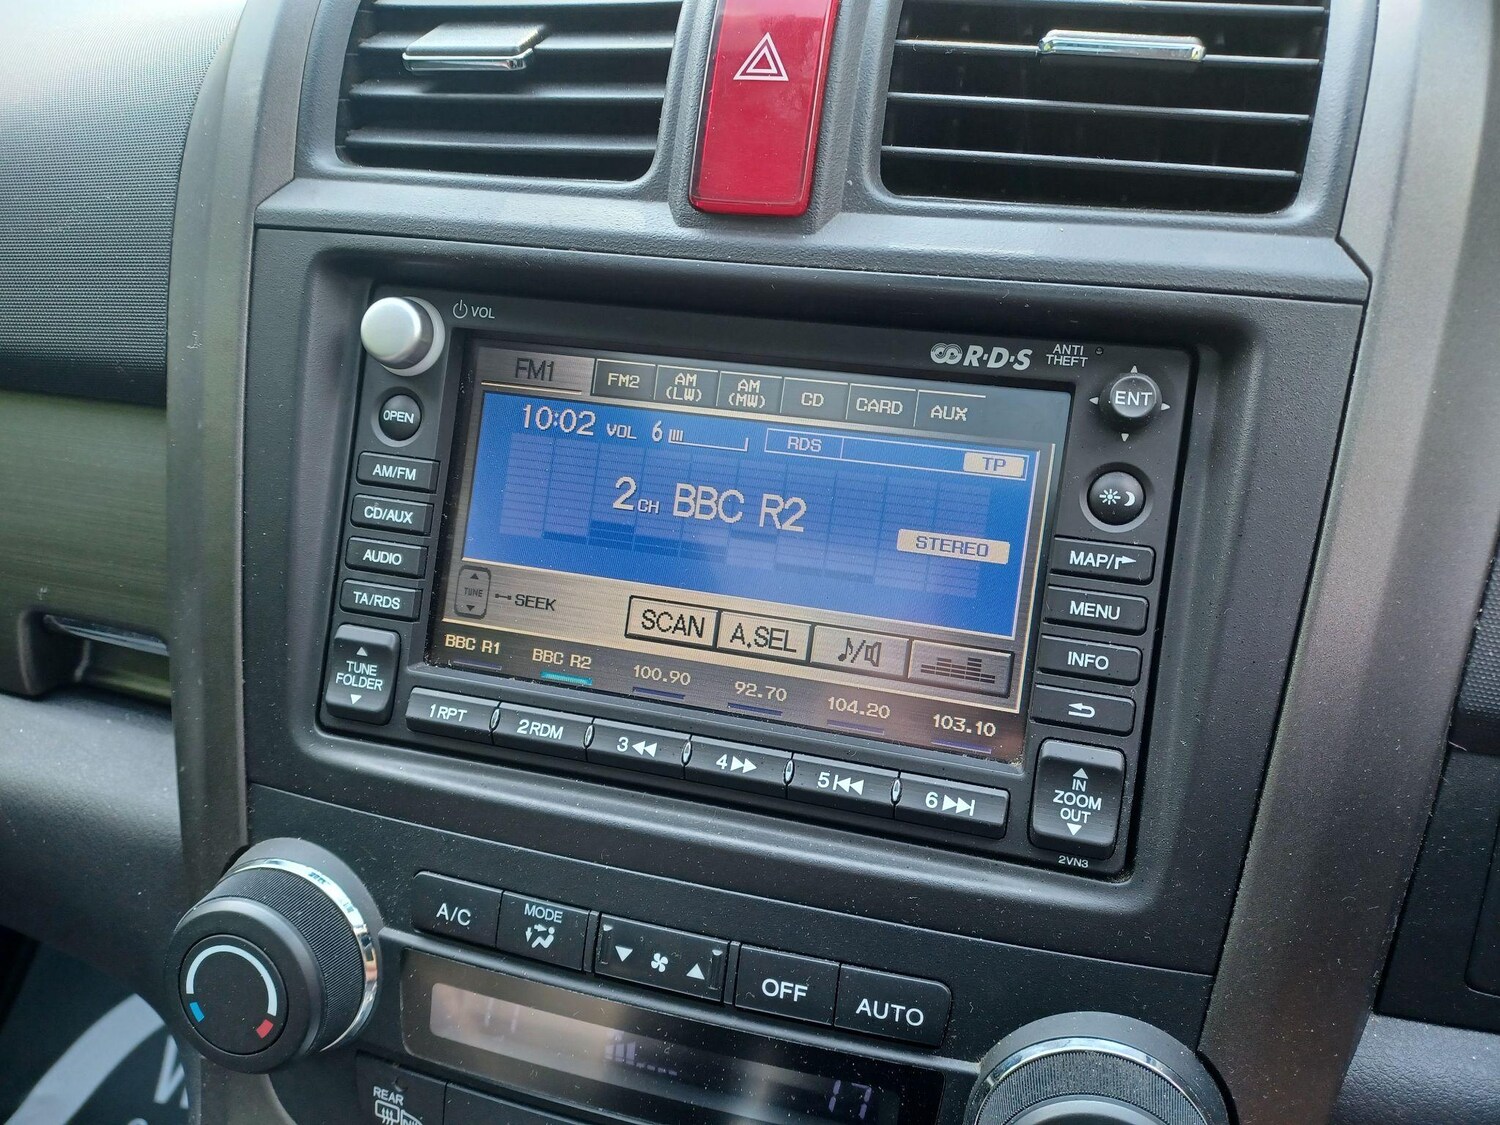 VOL
R·D·S
ANTI
THEFT
ENT
OPEN
AM/FM
CD/AUX
AUDIO
TA/RDS
TUNE
FOLDER
FM1
FM2
AM
(LW)
AM
(MW)
CD
CARD
AUX
10:02 VOL 6
RDS
TP
2 CH BBC R2
STEREO
TUNE
SEEK
SCAN
A.SEL
BBC R1
BBC R2
100.90
92.70
104.20
103.10
MAP/
MENU
INFO
IN
ZOOM
OUT
2VN3
1RPT
2RDM
3
4
5
6
A/C
MODE
OFF
AUTO
17
REAR